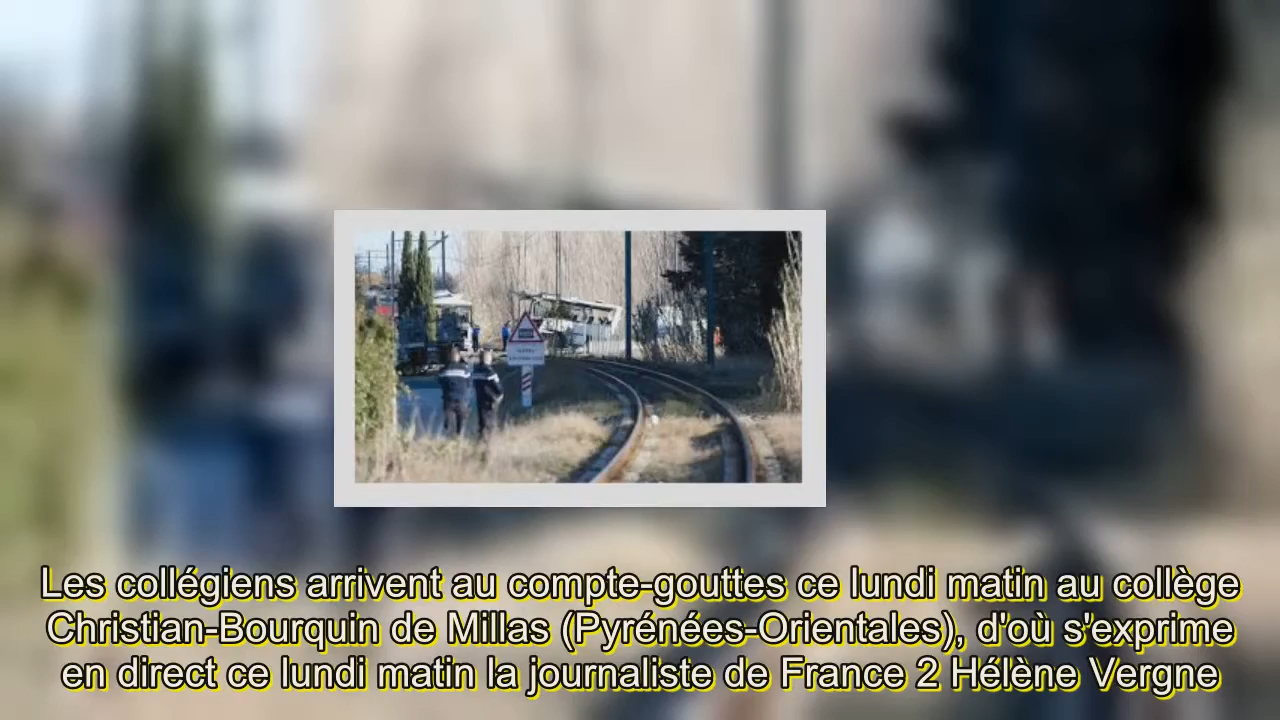 Les collégiens arrivent au compte-gouttes ce lundi matin au collège
Christian-Bourquin de Millas (Pyrénées-Orientales), d'où s'exprime
en direct ce lundi matin la journaliste de France 2 Hélène Vergne